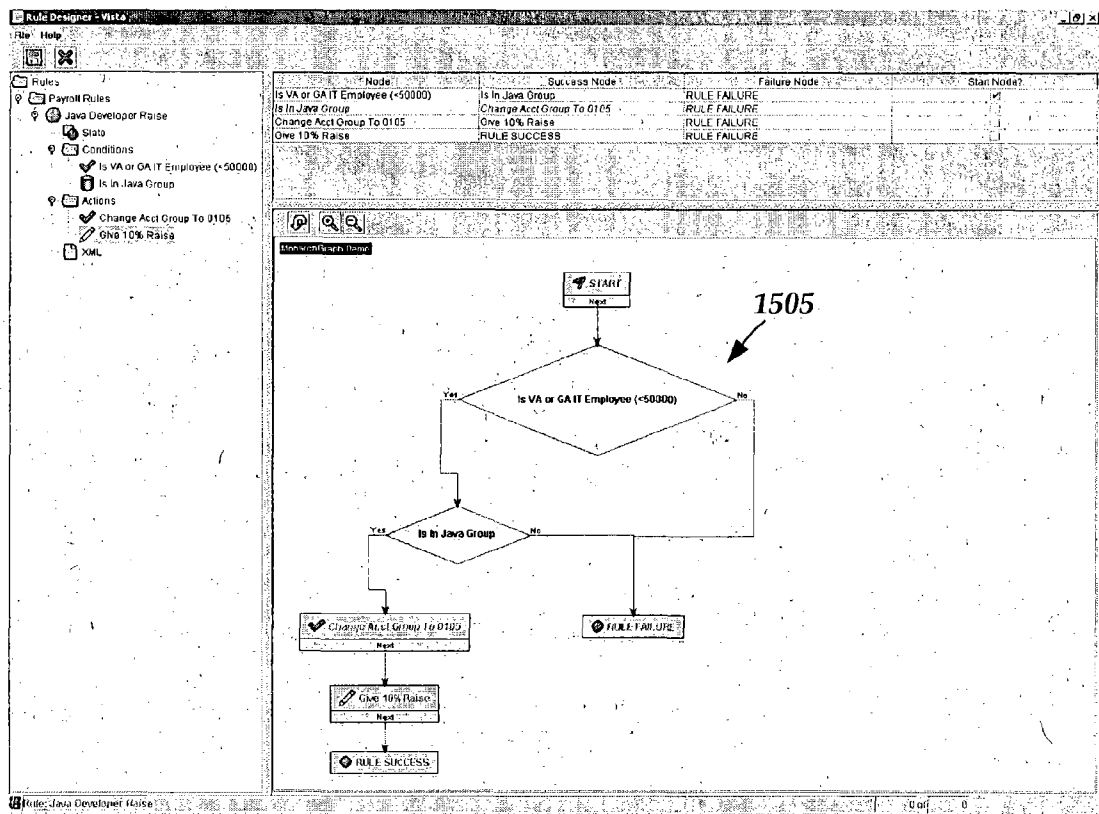 Rule Designer - Vista
File Help
Rules
Payroll Rules
Java Developer Raise
State
Conditions
Is VA or GA IT Employee (<50000)
Is In Java Group
Actions
Change Acct Group To 0105
Give 10% Raise
XML
Node Success Node Failure Node Start Node?
Is VA or GA IT Employee (<50000) Is In Java Group RULE FAILURE
Is In Java Group Change Acct Group To 0105 RULE FAILURE
Change Acct Group To 0105 Give 10% Raise RULE FAILURE
Give 10% Raise RULE SUCCESS RULE FAILURE
MonarchGraph Demo
START
Next
1505
Yes
Is VA or GA IT Employee (<50000)
No
Yes
Is In Java Group
No
Change Acct Group To 0105
Next
RULE FAILURE
Give 10% Raise
Next
RULE SUCCESS
Rule: Java Developer Raise
0 of 0